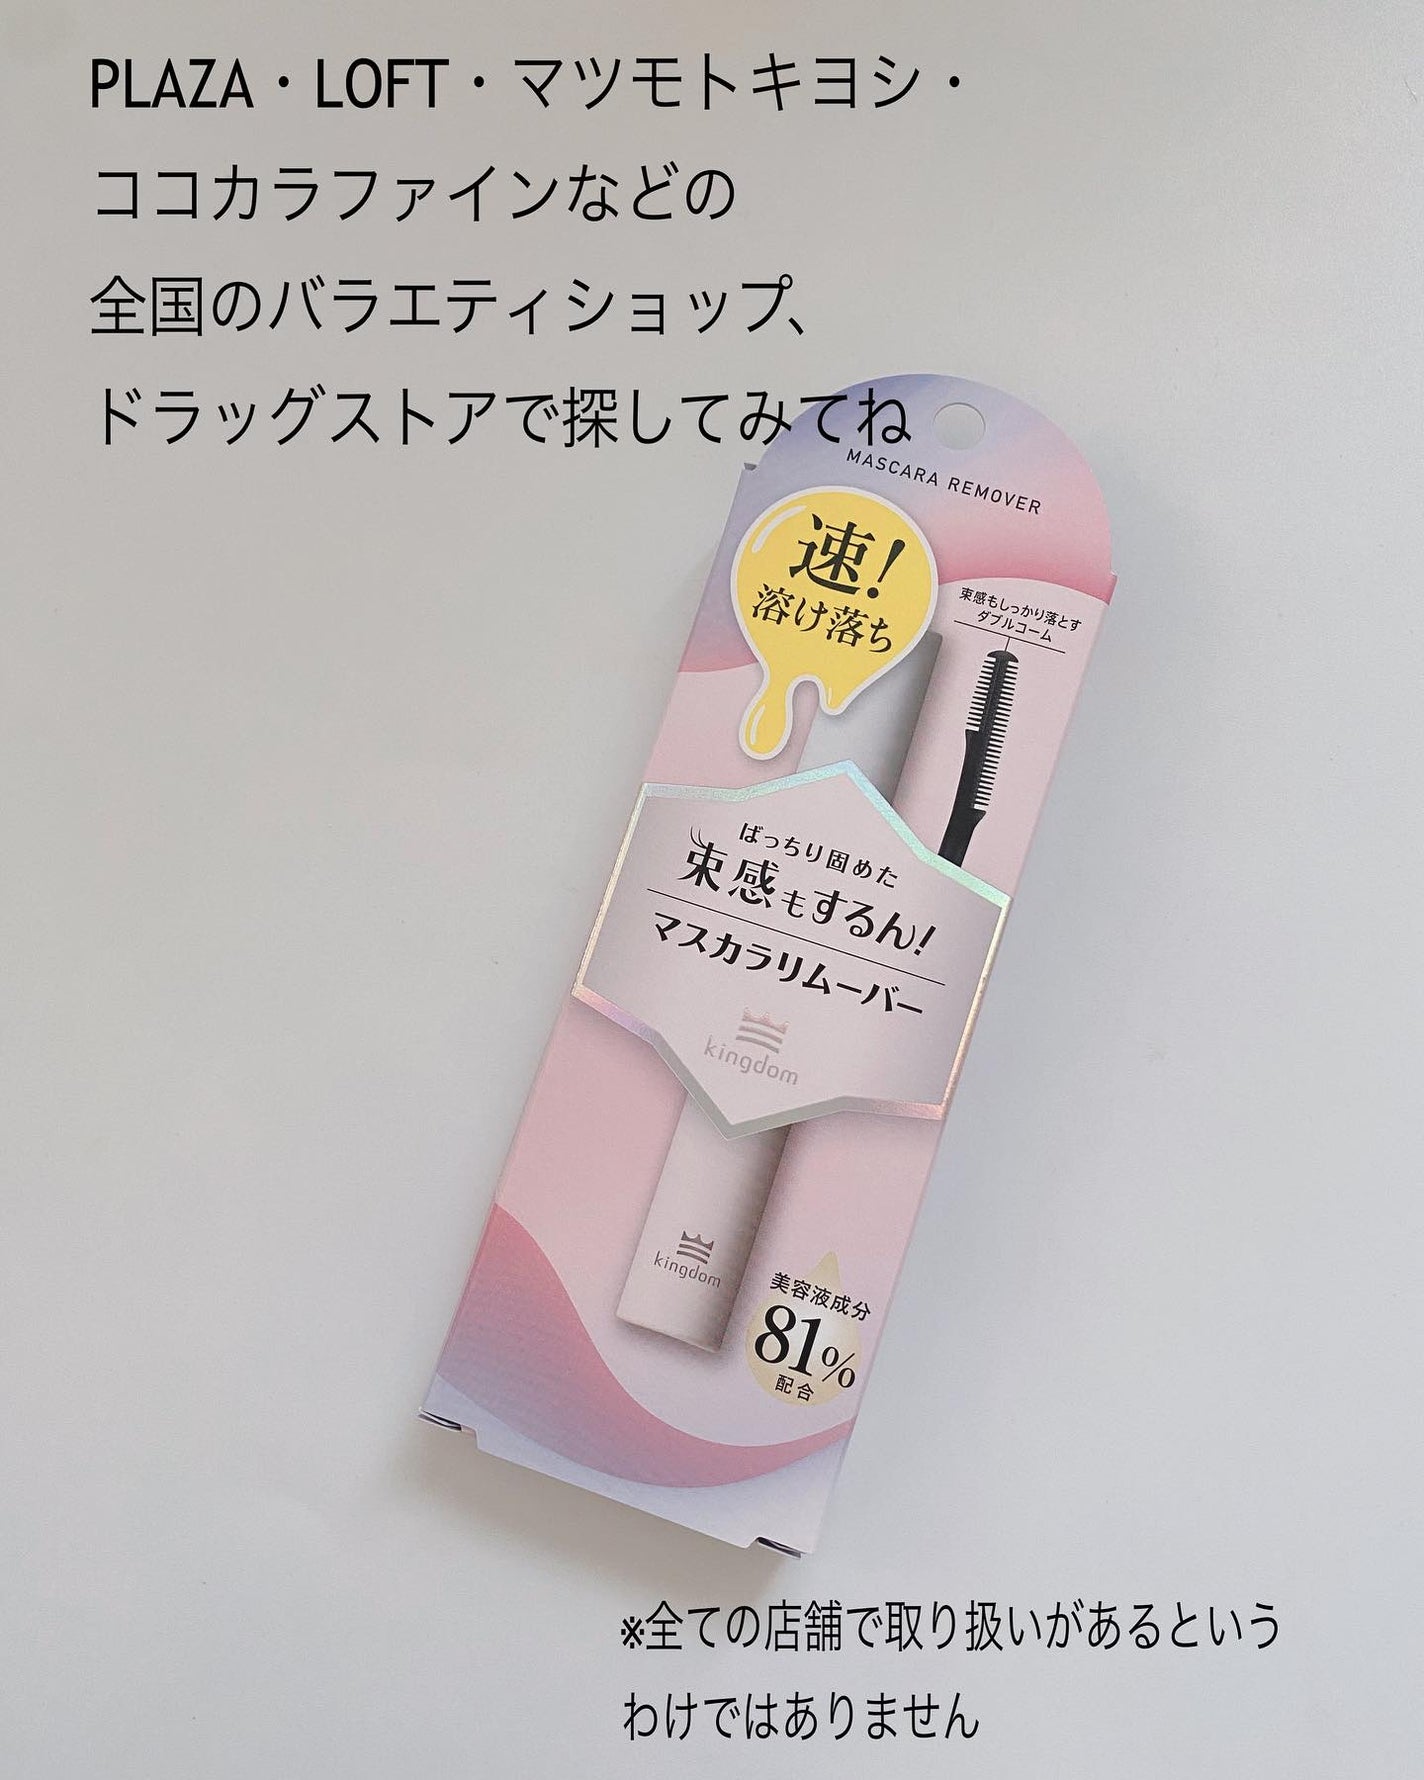 PLAZA・LOFT・マツモトキヨシ・
ココカラファインなどの
全国のバラエティショップ、
ドラッグストアで探してみてね
MASCARA REMOVER
速!
溶け落ち
束感もしっかり落とす
ダブルコーム
ばっちり固めた
束感もするん!
マスカラリムーバー
kingdom
kingdom
美容液成分
81%
配合
※全ての店舗で取り扱いがあるという
わけではありません